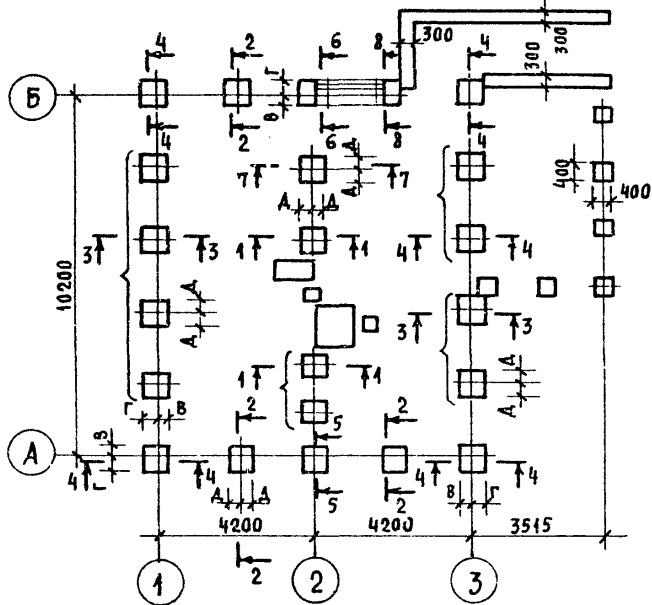 4 2 6 8 300 4 300 300
Б Г В
4 2 6 8 4
7 Д Д 7 400 400
Д Д
3 3 1 1 4 4
10200 Д Д 3 3
1 1 Д Д
Г В 2 2
А В Г 4 4 5 4 4
Д Д 5 2 В Г
4200 4200 3515
1 2 2 3